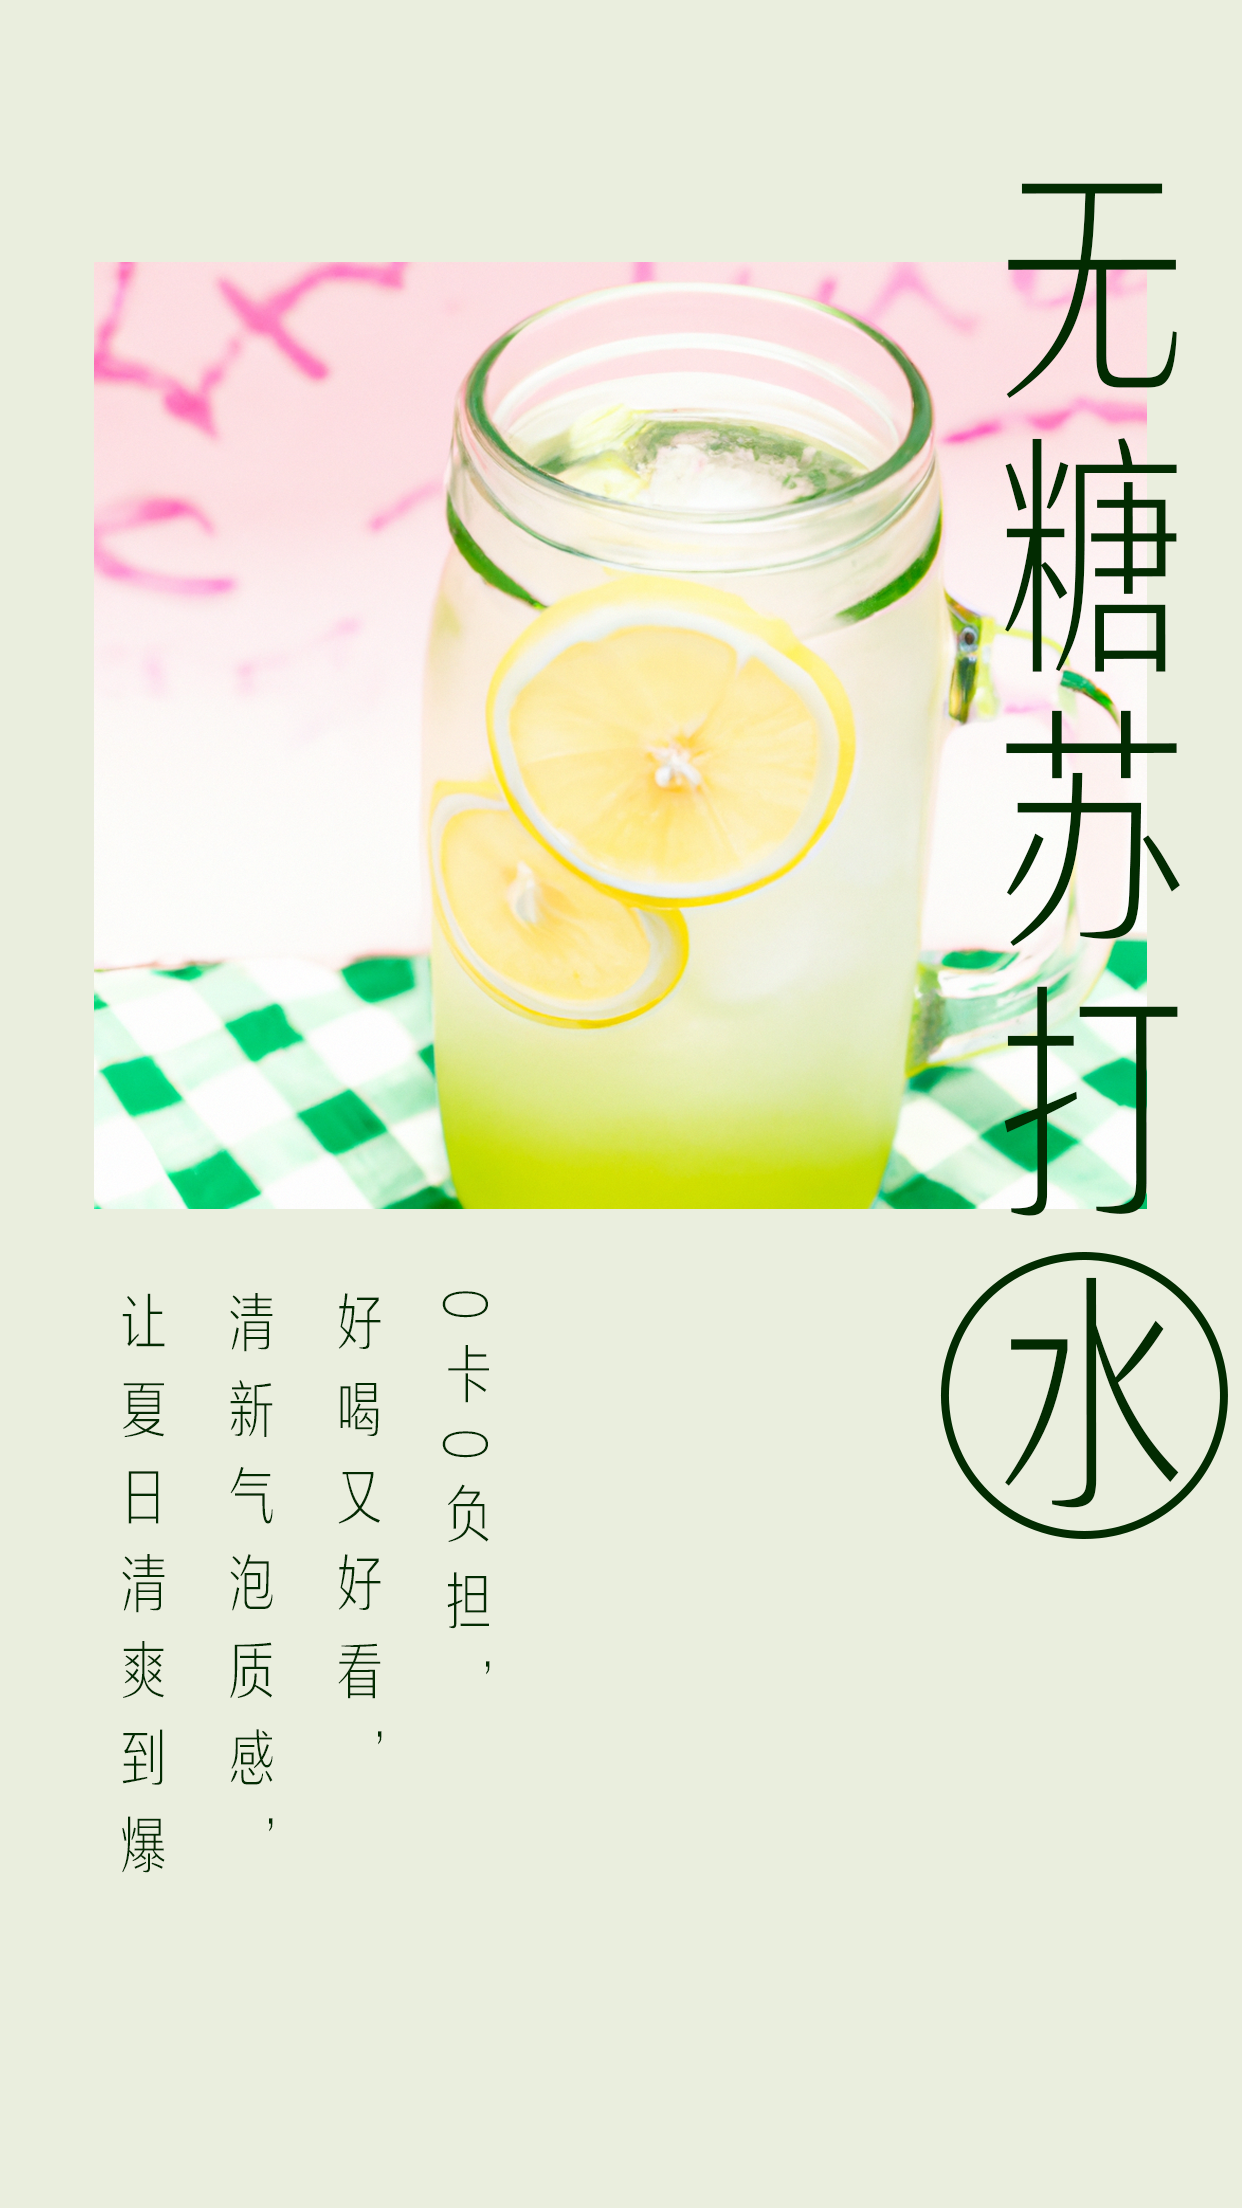 无糖苏打水
0卡0负担，
好喝又好看，
清新气泡质感，
让夏日清爽到爆